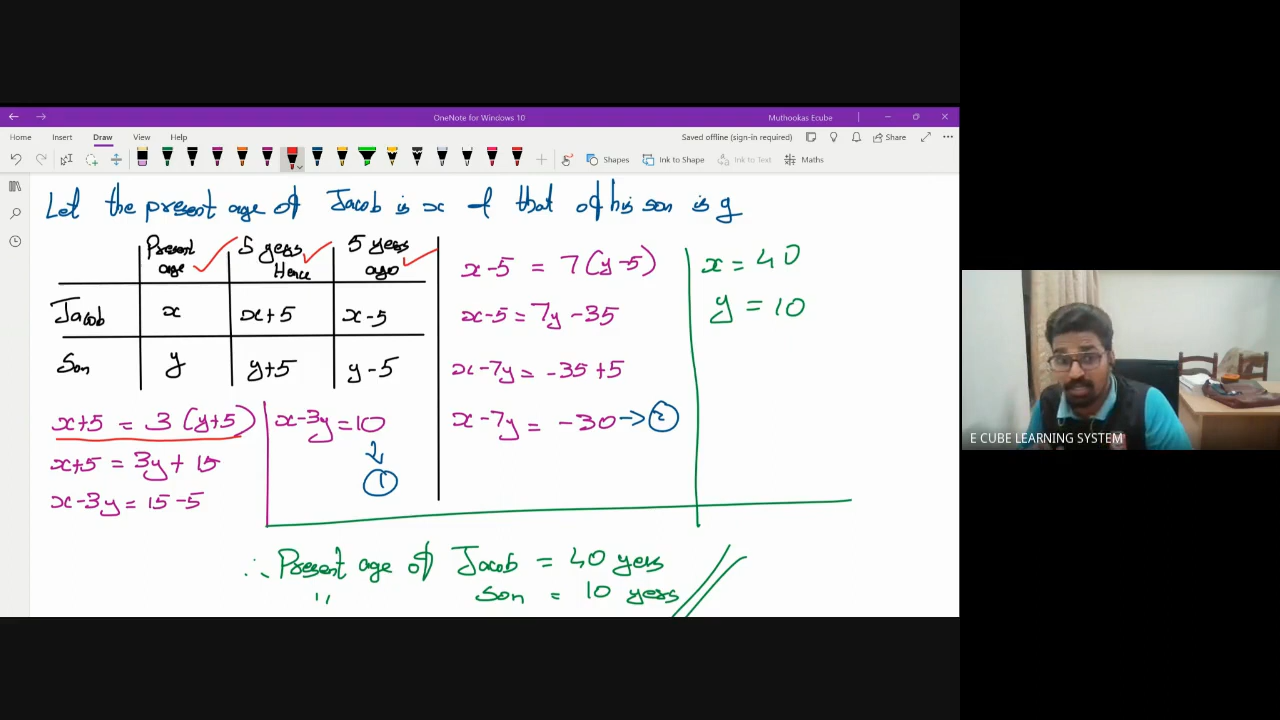 OneNote for Windows 10
Muthookas Ecube
Home Insert Draw View Help
Saved offline (sign-in required)
Share
Shapes
Ink to Shape
Ink to Text
Maths
Let the present age of Jacob is x & that of his son is y
Present age
5 yers Hence
5 yers ago
Jacob x x+5 x-5
Son y y+5 y-5
x+5 = 3 (y+5)
x+5 = 3y + 15
x-3y = 15-5
x-3y = 10
↓
1
x-5 = 7(y-5)
x-5 = 7y -35
x-7y = -35+5
x-7y = -30 → 2
x = 40
y = 10
∴ Present age of Jacob = 40 yers
,, Son = 10 yers
E CUBE LEARNING SYSTEM